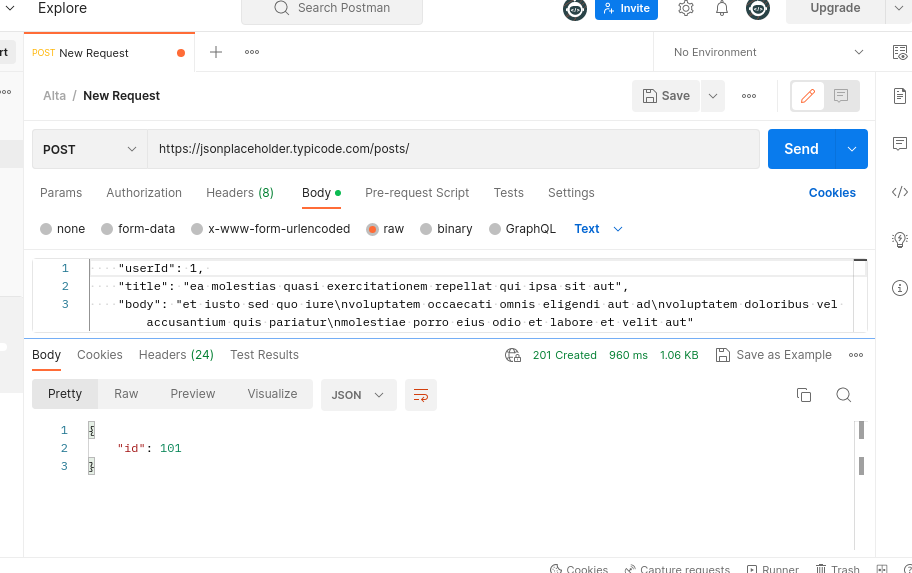 Explore
Search Postman
Invite
Upgrade
rt
POST New Request
No Environment
Alta / New Request
Save
POST
https://jsonplaceholder.typicode.com/posts/
Send
Params Authorization Headers (8) Body Pre-request Script Tests Settings Cookies
none form-data x-www-form-urlencoded raw binary GraphQL Text
1 "userId": 1,
2 "title": "ea molestias quasi exercitationem repellat qui ipsa sit aut",
3 "body": "et iusto sed quo iure\nvoluptatem occaecati omnis eligendi aut ad\nvoluptatem doloribus vel
accusantium quis pariatur\nmolestiae porro eius odio et labore et velit aut"
Body Cookies Headers (24) Test Results 201 Created 960 ms 1.06 KB Save as Example
Pretty Raw Preview Visualize JSON
1 {
2 "id": 101
3 }
Cookies Capture requests Runner Trash